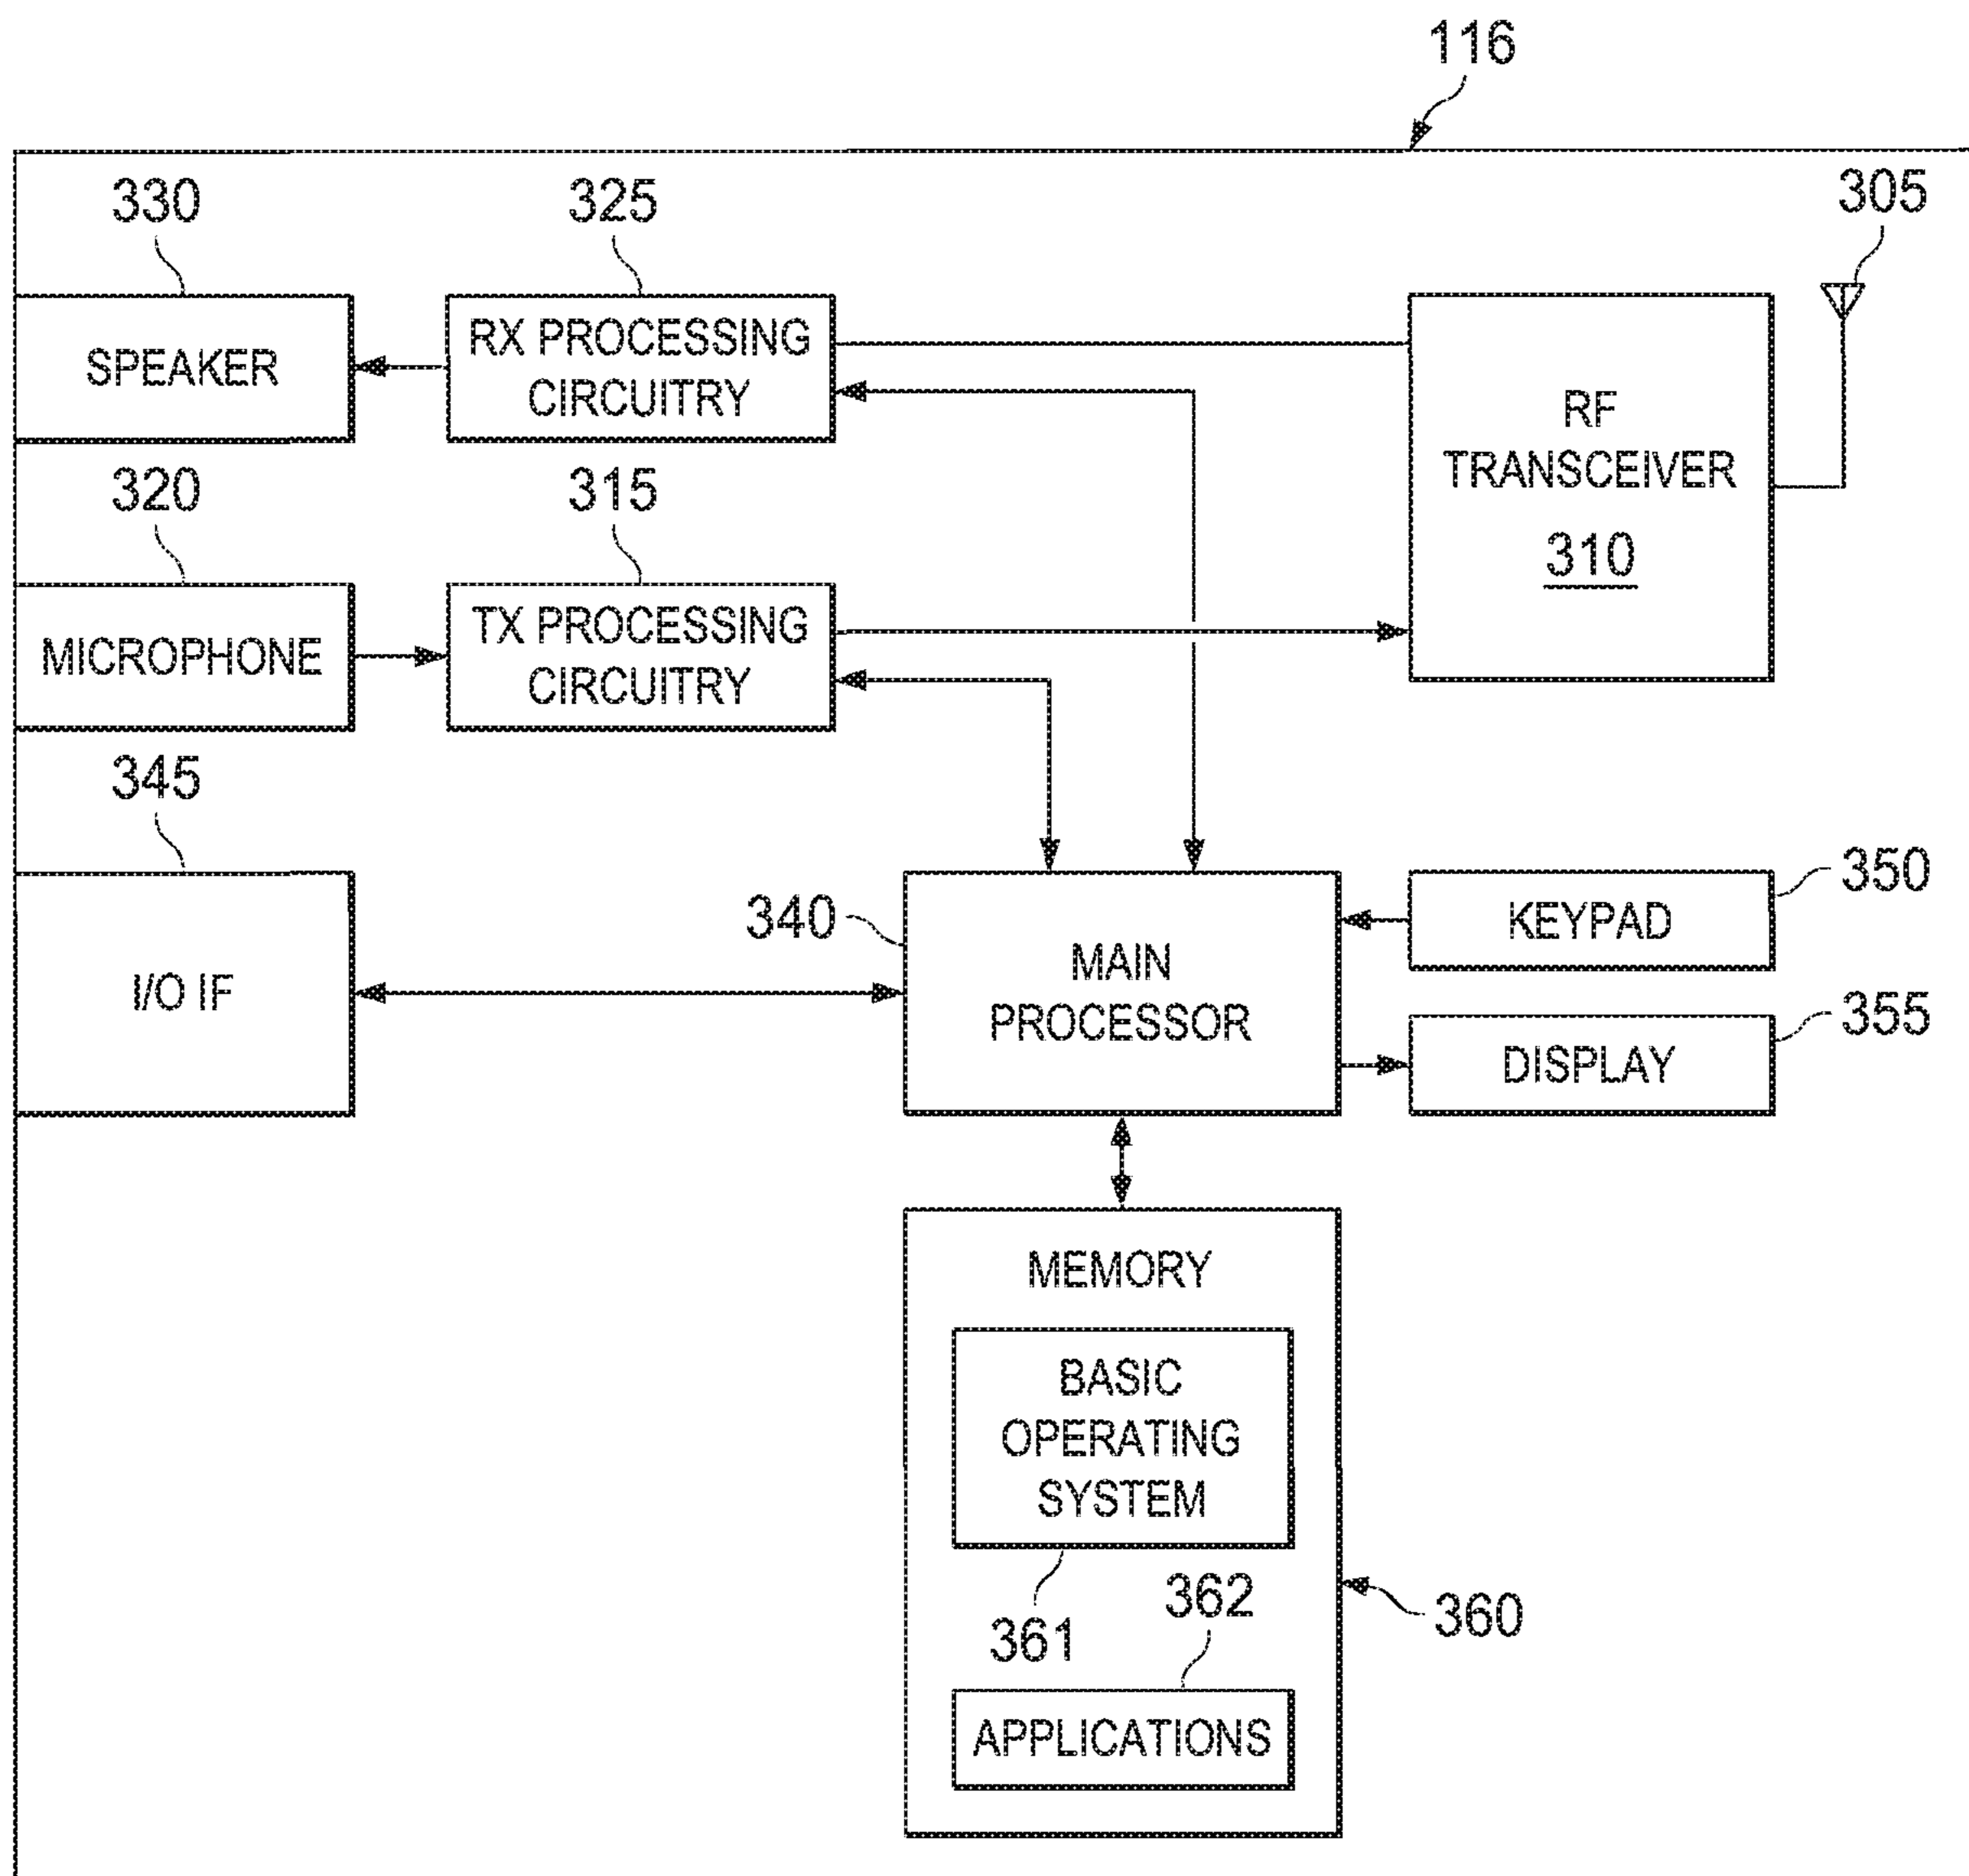 116
330
325
305
SPEAKER
RX PROCESSING
CIRCUITRY
RF
TRANSCEIVER
310
320
315
MICROPHONE
TX PROCESSING
CIRCUITRY
345
I/O IF
340
MAIN
PROCESSOR
350
KEYPAD
355
DISPLAY
MEMORY
BASIC
OPERATING
SYSTEM
361
362
360
APPLICATIONS